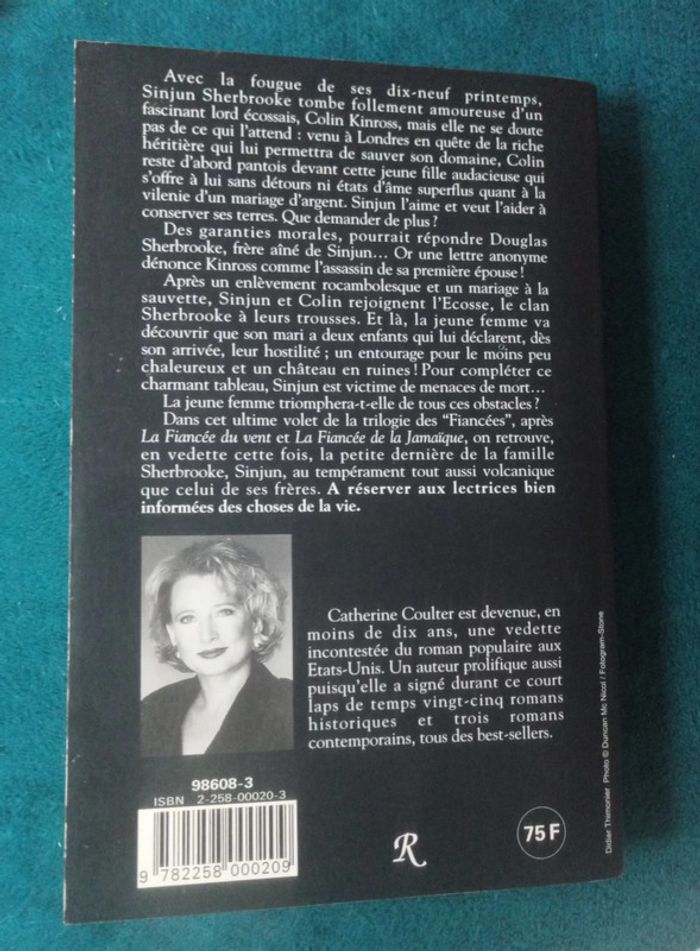 Avec la fougue de ses dix-neuf printemps,
Sinjun Sherbrooke tombe follement amoureuse d'un
fascinant lord écossais, Colin Kinross, mais elle ne se doute
pas de ce qui l'attend : venu à Londres en quête de la riche
héritière qui lui permettra de sauver son domaine, Colin
reste d'abord pantois devant cette jeune fille audacieuse qui
s'offre à lui sans détours ni états d'âme superflus quant à la
vilenie d'un mariage d'argent. Sinjun l'aime et veut l'aider à
conserver ses terres. Que demander de plus ?
Des garanties morales, pourrait répondre Douglas
Sherbrooke, frère aîné de Sinjun... Or une lettre anonyme
dénonce Kinross comme l'assassin de sa première épouse !
Après un enlèvement rocambolesque et un mariage à la
sauvette, Sinjun et Colin rejoignent l'Ecosse, le clan
Sherbrooke à leurs trousses. Et là, la jeune femme va
découvrir que son mari a deux enfants qui lui déclarent, dès
son arrivée, leur hostilité ; un entourage pour le moins peu
chaleureux et un château en ruines ! Pour compléter ce
charmant tableau, Sinjun est victime de menaces de mort...
La jeune femme triomphera-t-elle de tous ces obstacles ?
Dans cet ultime volet de la trilogie des "Fiancées", après
La Fiancée du vent et La Fiancée de la Jamaïque, on retrouve,
en vedette cette fois, la petite dernière de la famille
Sherbrooke, Sinjun, au tempérament tout aussi volcanique
que celui de ses frères. A réserver aux lectrices bien
informées des choses de la vie.
Catherine Coulter est devenue, en
moins de dix ans, une vedette
incontestée du roman populaire aux
Etats-Unis. Un auteur prolifique aussi
puisqu'elle a signé durant ce court
laps de temps vingt-cinq romans
historiques et trois romans
contemporains, tous des best-sellers.
Didier Thimonier Photo © Duncan Mc Nicol / Fotogram-Stone
98608-3
ISBN 2-258-00020-3
9 782258 000209
R
75 F